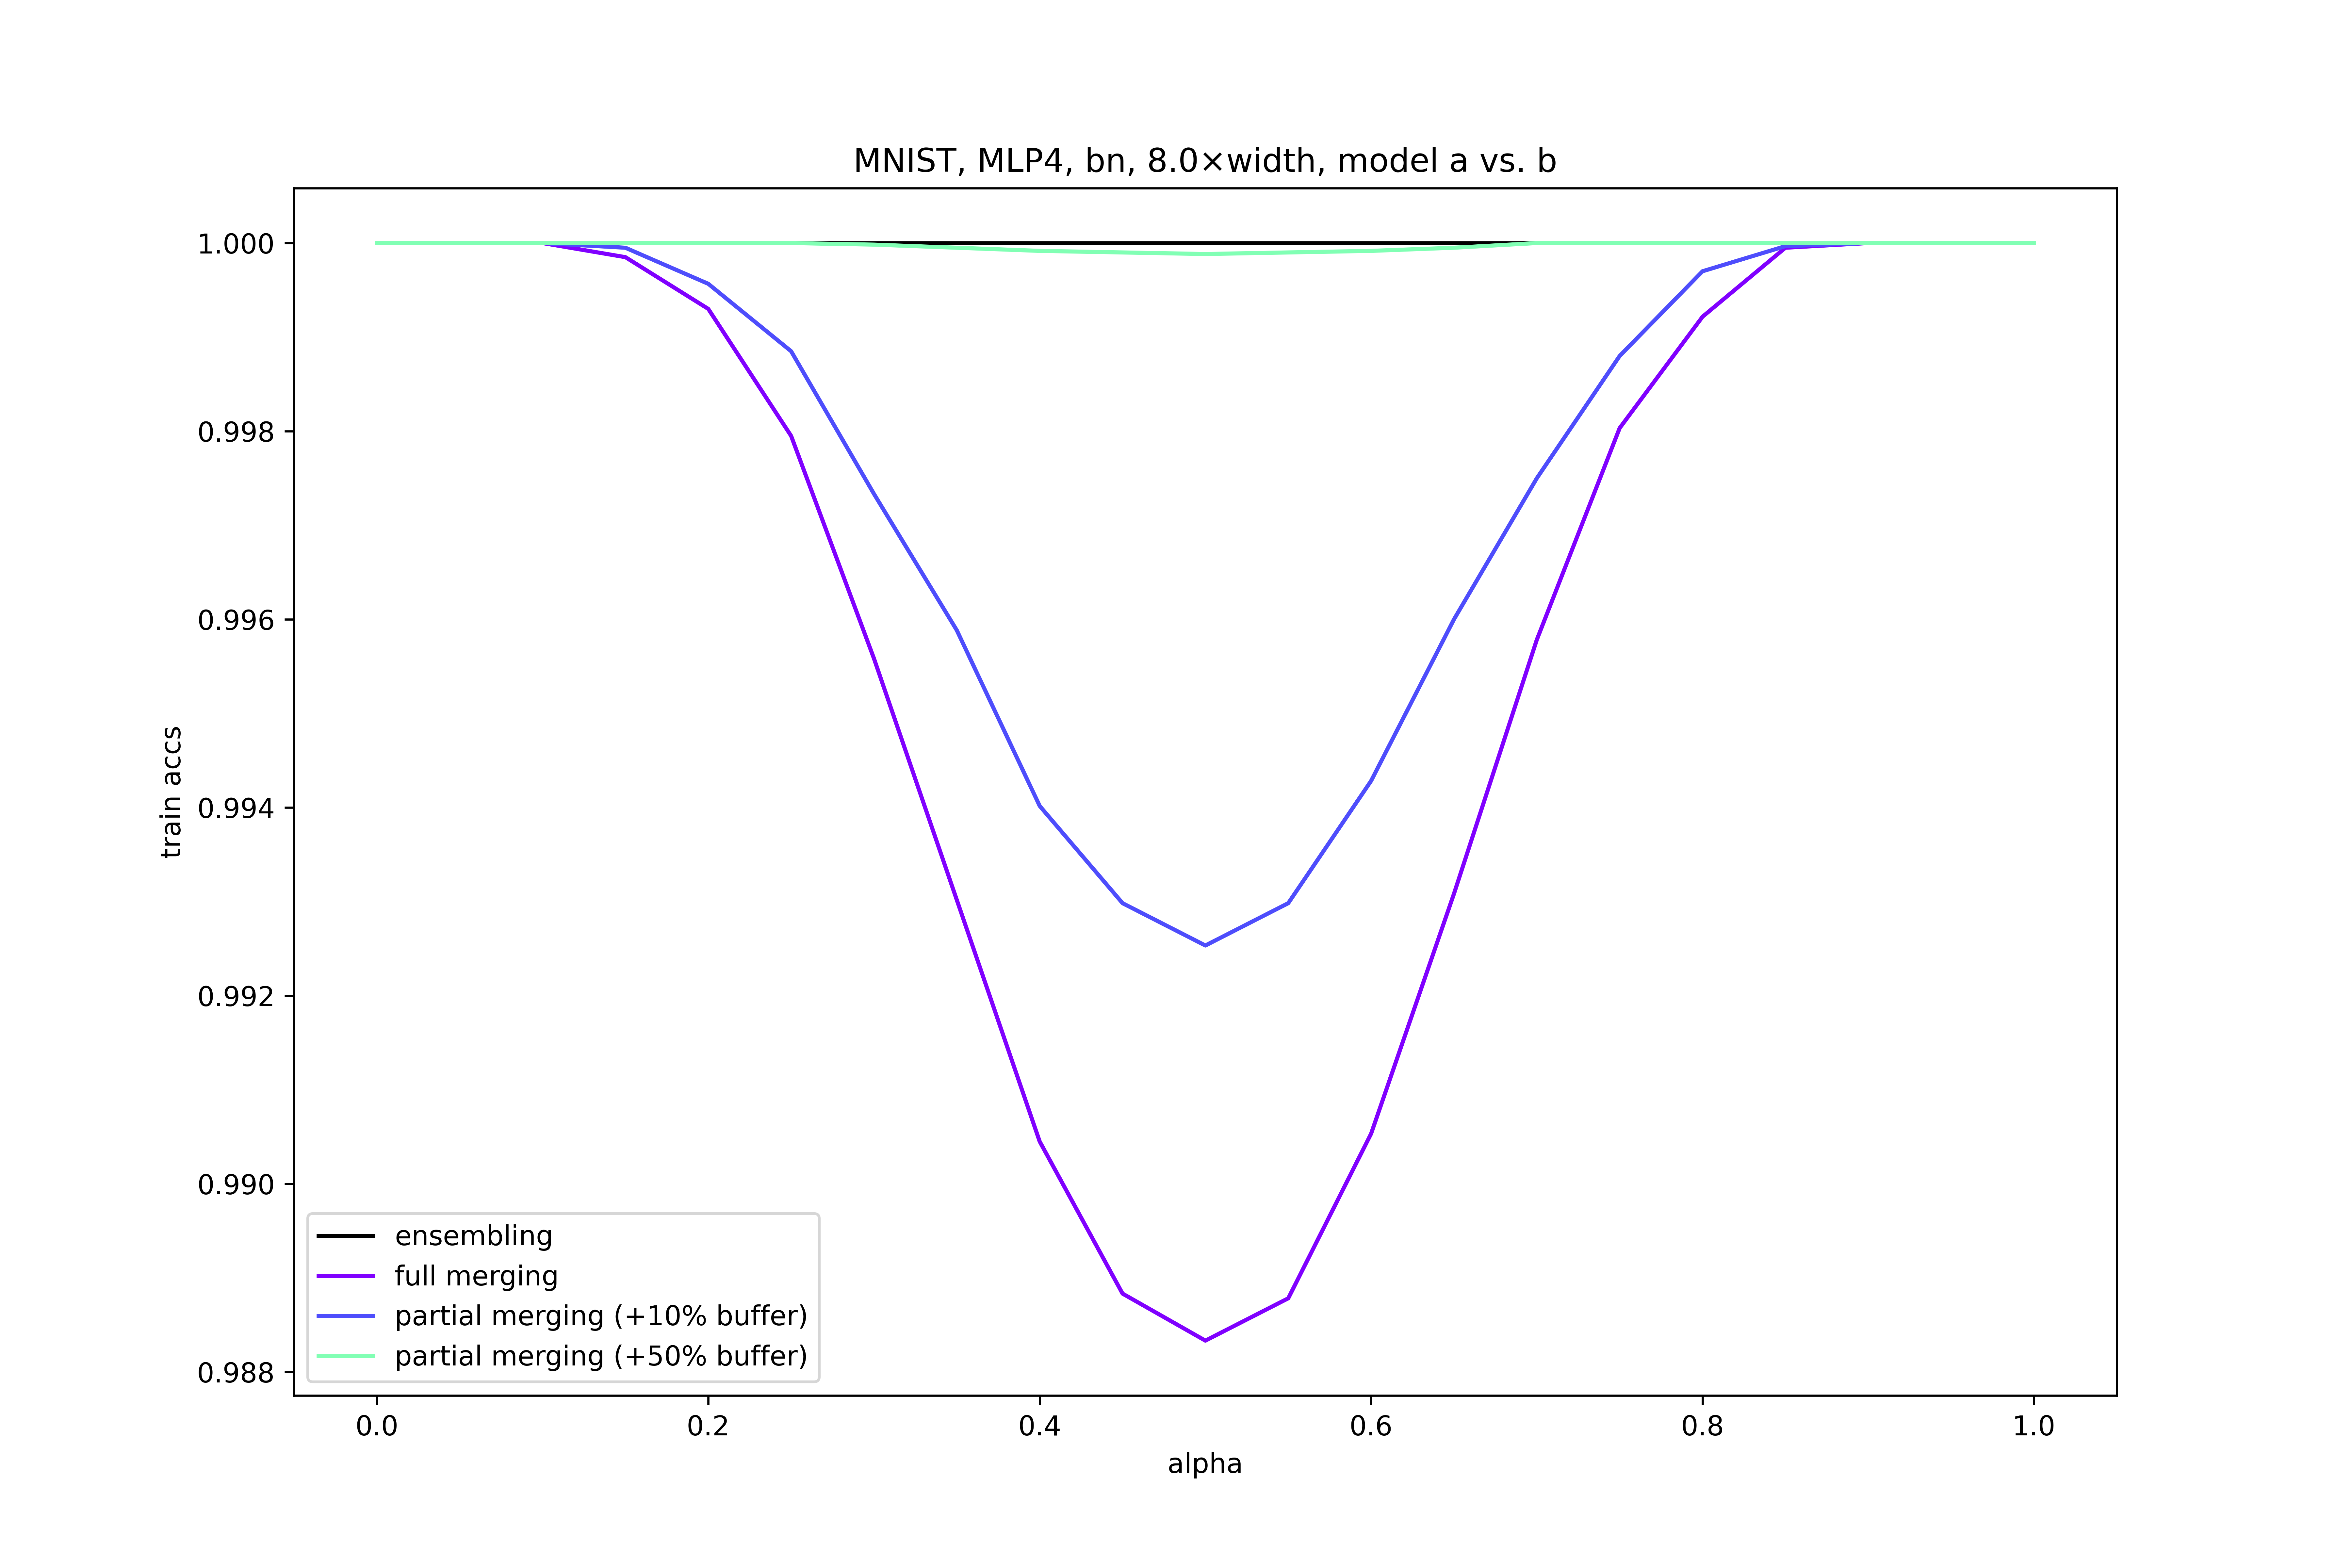 MNIST, MLP4, bn, 8.0×width, model a vs. b
1.000
0.998
0.996
0.994
0.992
0.990
0.988
train accs
ensembling
full merging
partial merging (+10% buffer)
partial merging (+50% buffer)
0.0 0.2 0.4 0.6 0.8 1.0
alpha